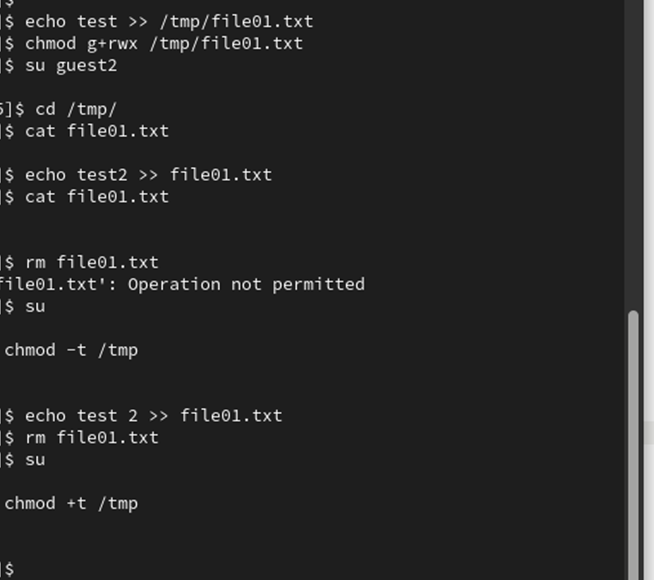 ]$ echo test >> /tmp/file01.txt
]$ chmod g+rwx /tmp/file01.txt
]$ su guest2
5]$ cd /tmp/
]$ cat file01.txt
]$ echo test2 >> file01.txt
]$ cat file01.txt
]$ rm file01.txt
file01.txt': Operation not permitted
]$ su
chmod -t /tmp
]$ echo test 2 >> file01.txt
]$ rm file01.txt
]$ su
chmod +t /tmp
]$